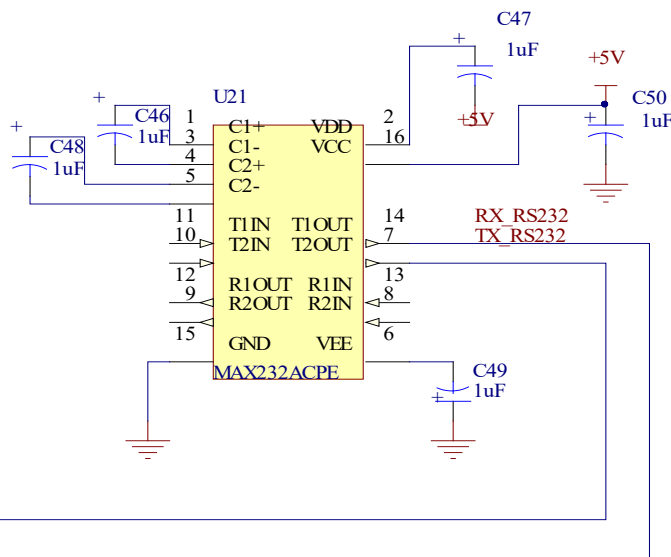 C47
+
1uF
+5V
+5V
C50
+
1uF
U21
+
C46
1uF
+
C48
1uF
1
C1+
VDD
2
3
C1-
VCC
16
4
C2+
5
C2-
11
T1IN
T1OUT
14
RX_RS232
10
T2IN
T2OUT
7
TX_RS232
12
R1OUT
R1IN
13
9
R2OUT
R2IN
8
15
GND
VEE
6
MAX232ACPE
C49
+
1uF